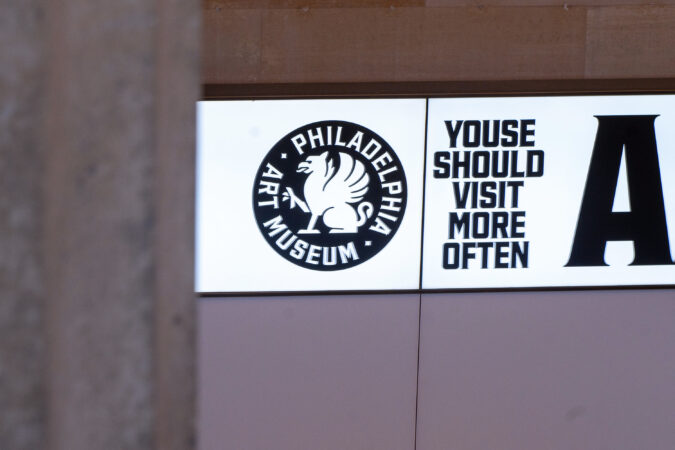 PHILADELPHIA
ART MUSEUM
YOUSE
SHOULD
VISIT
MORE
OFTEN
A